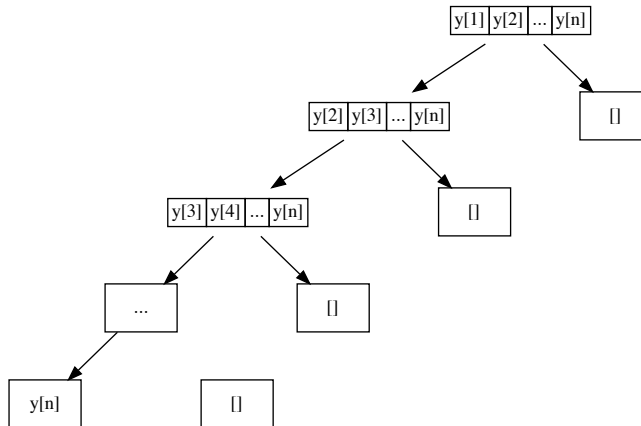 y[1] y[2] ... y[n]
y[2] y[3] ... y[n] []
y[3] y[4] ... y[n] []
... []
y[n] []